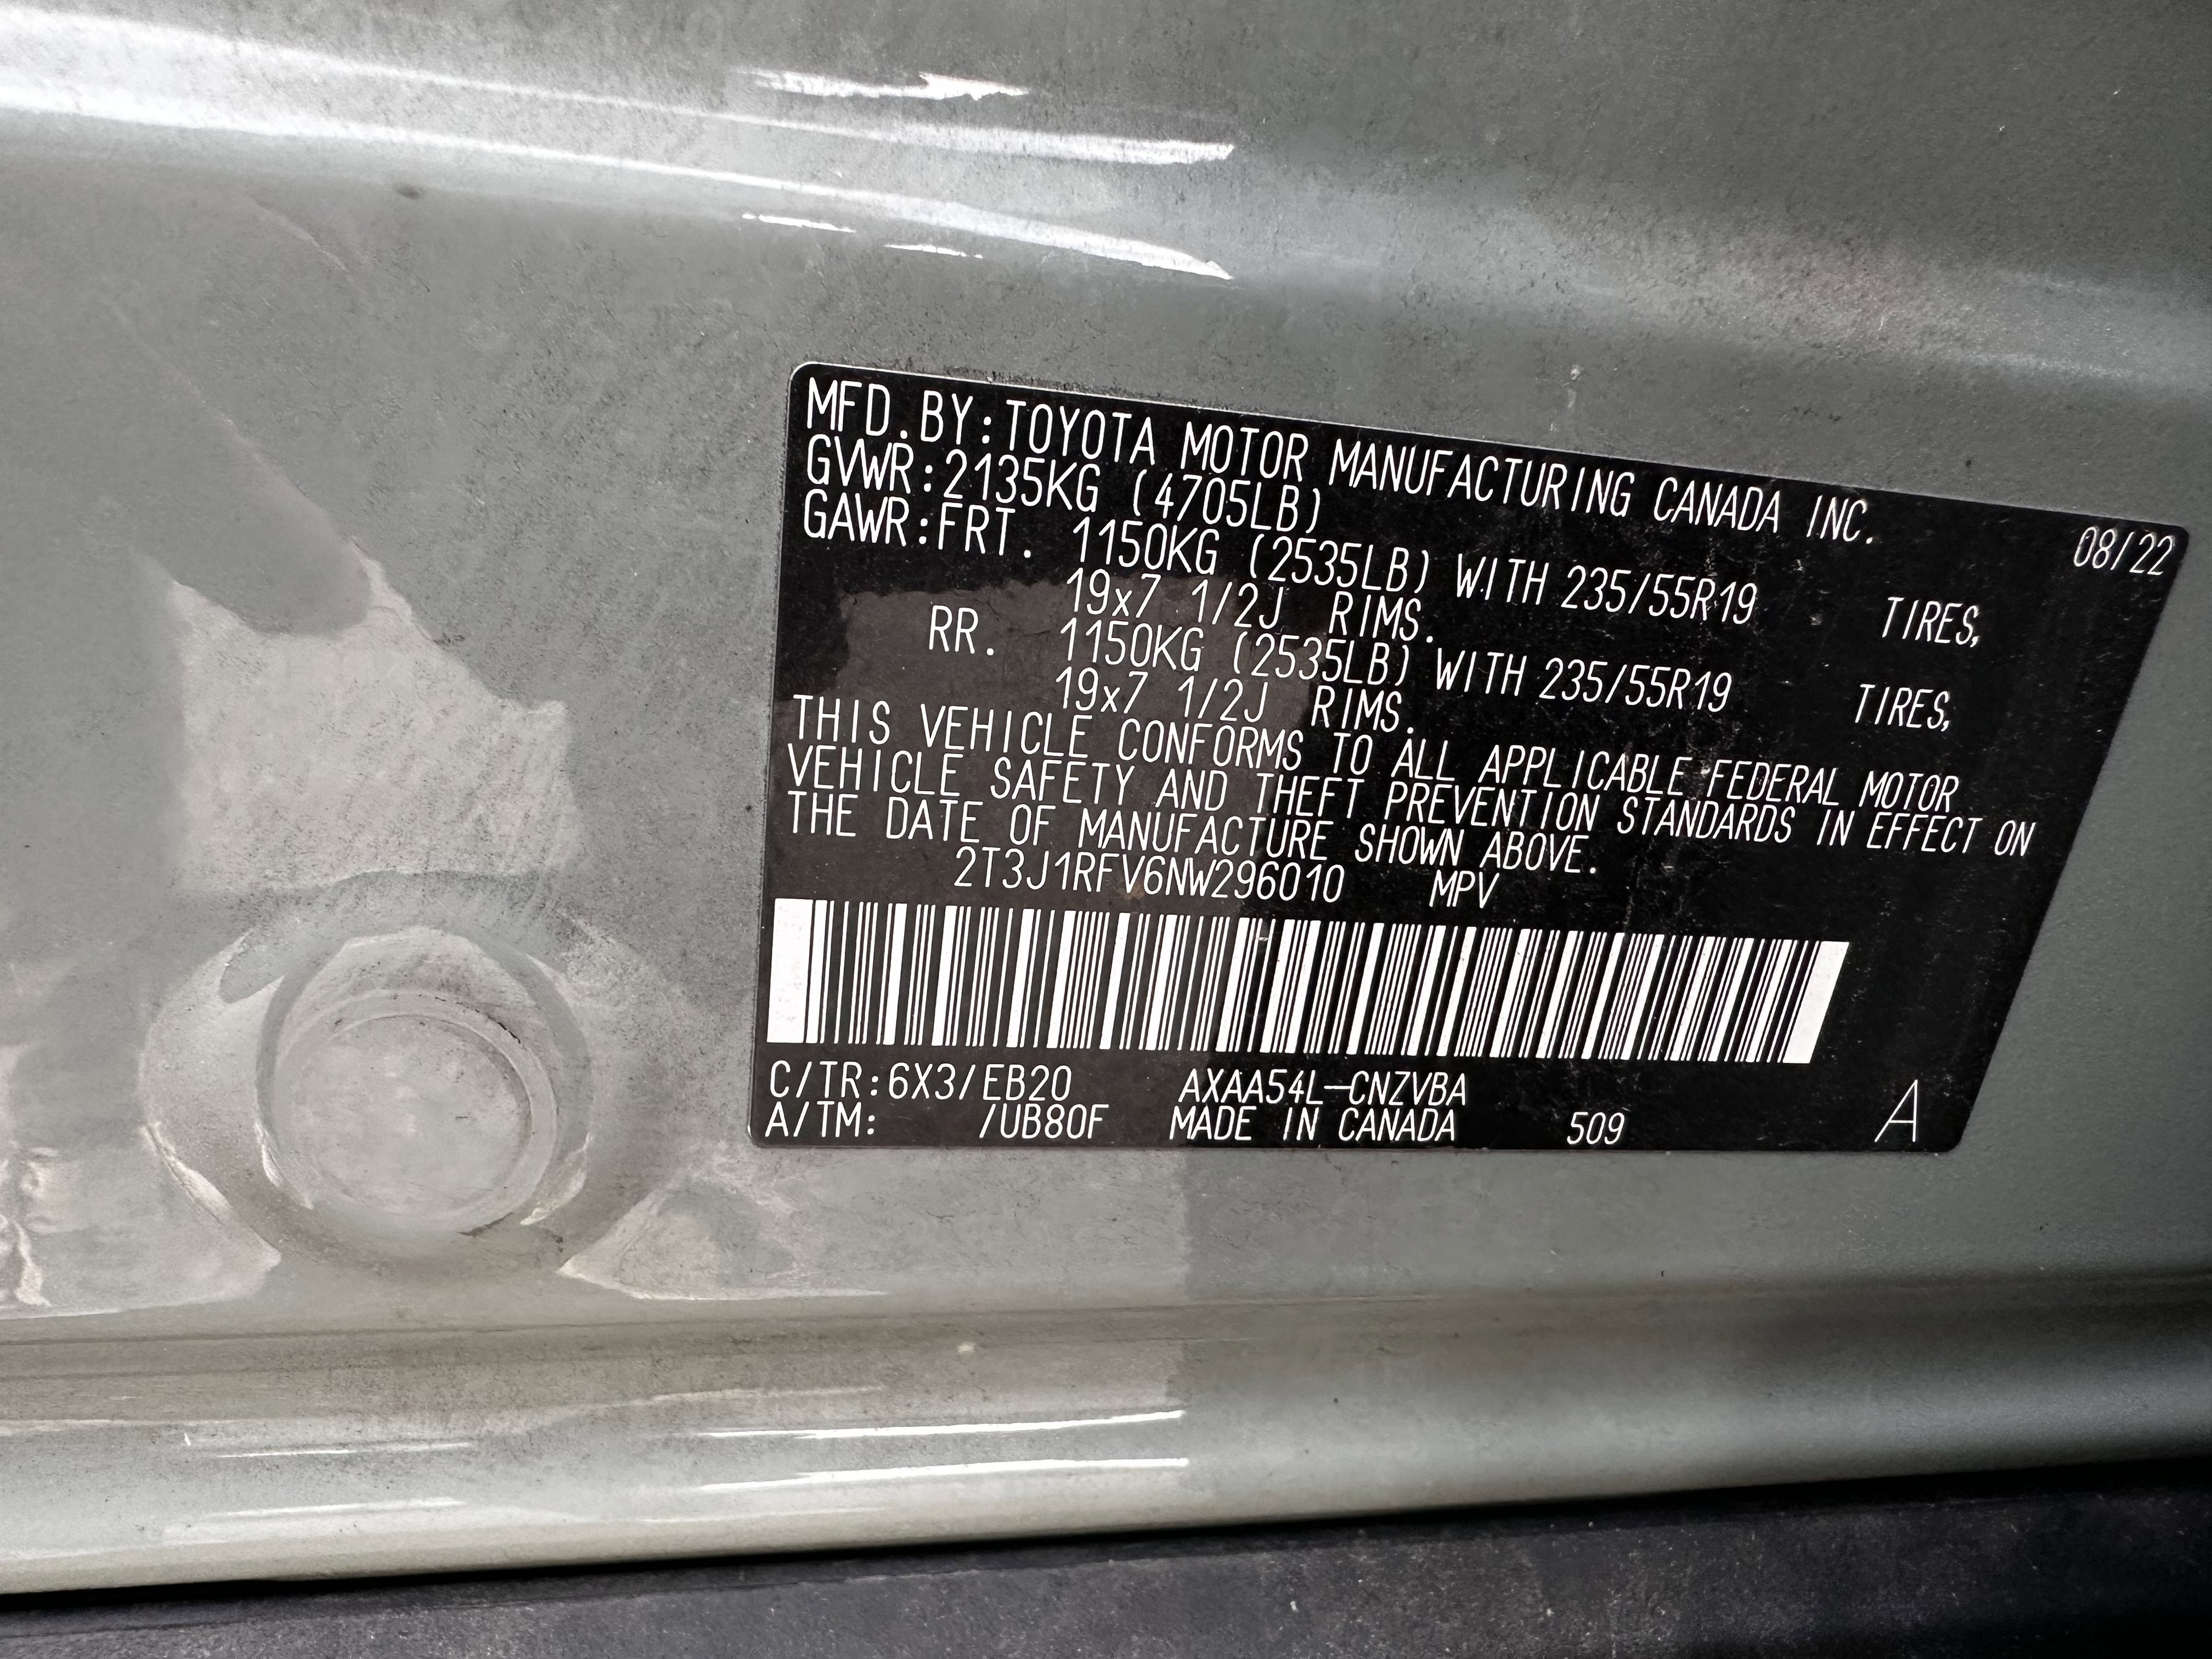 MFD.BY:TOYOTA MOTOR MANUFACTURING CANADA INC.
GVWR:2135KG (4705LB) 08/22
GAWR:FRT. 1150KG (2535LB) WITH 235/55R19 TIRES,
19x7 1/2J RIMS.
RR. 1150KG (2535LB) WITH 235/55R19 TIRES,
19x7 1/2J RIMS.
THIS VEHICLE CONFORMS TO ALL APPLICABLE FEDERAL MOTOR
VEHICLE SAFETY AND THEFT PREVENTION STANDARDS IN EFFECT ON
THE DATE OF MANUFACTURE SHOWN ABOVE.
2T3J1RFV6NW296010 MPV
C/TR:6X3/EB20 AXAA54L-CNZVBA
A/TM: /UB80F MADE IN CANADA 509 A